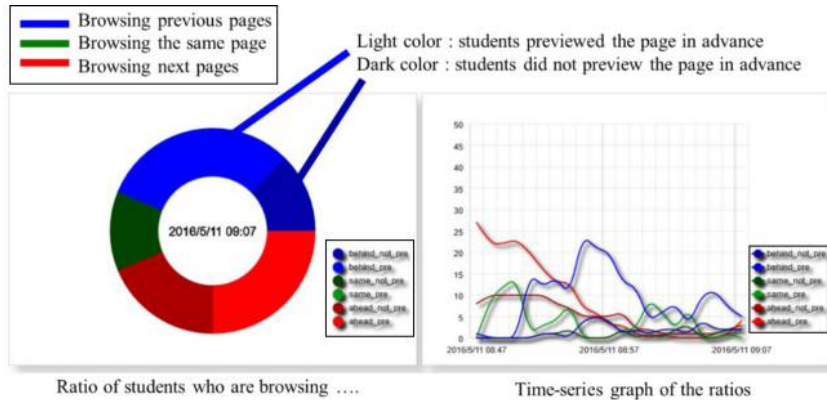 Browsing previous pages
Browsing the same page
Browsing next pages
Light color : students previewed the page in advance
Dark color : students did not preview the page in advance
2016/5/11 09:07
behind_not_pre
behind_pre
same_not_pre
same_pre
ahead_not_pre
ahead_pre
50
45
40
35
30
25
20
15
10
5
0
2016/5/11 08:47
2016/5/11 08:57
2016/5/11 09:07
behind_not_pre
behind_pre
same_not_pre
same_pre
ahead_not_pre
ahead_pre
Ratio of students who are browsing ….
Time-series graph of the ratios